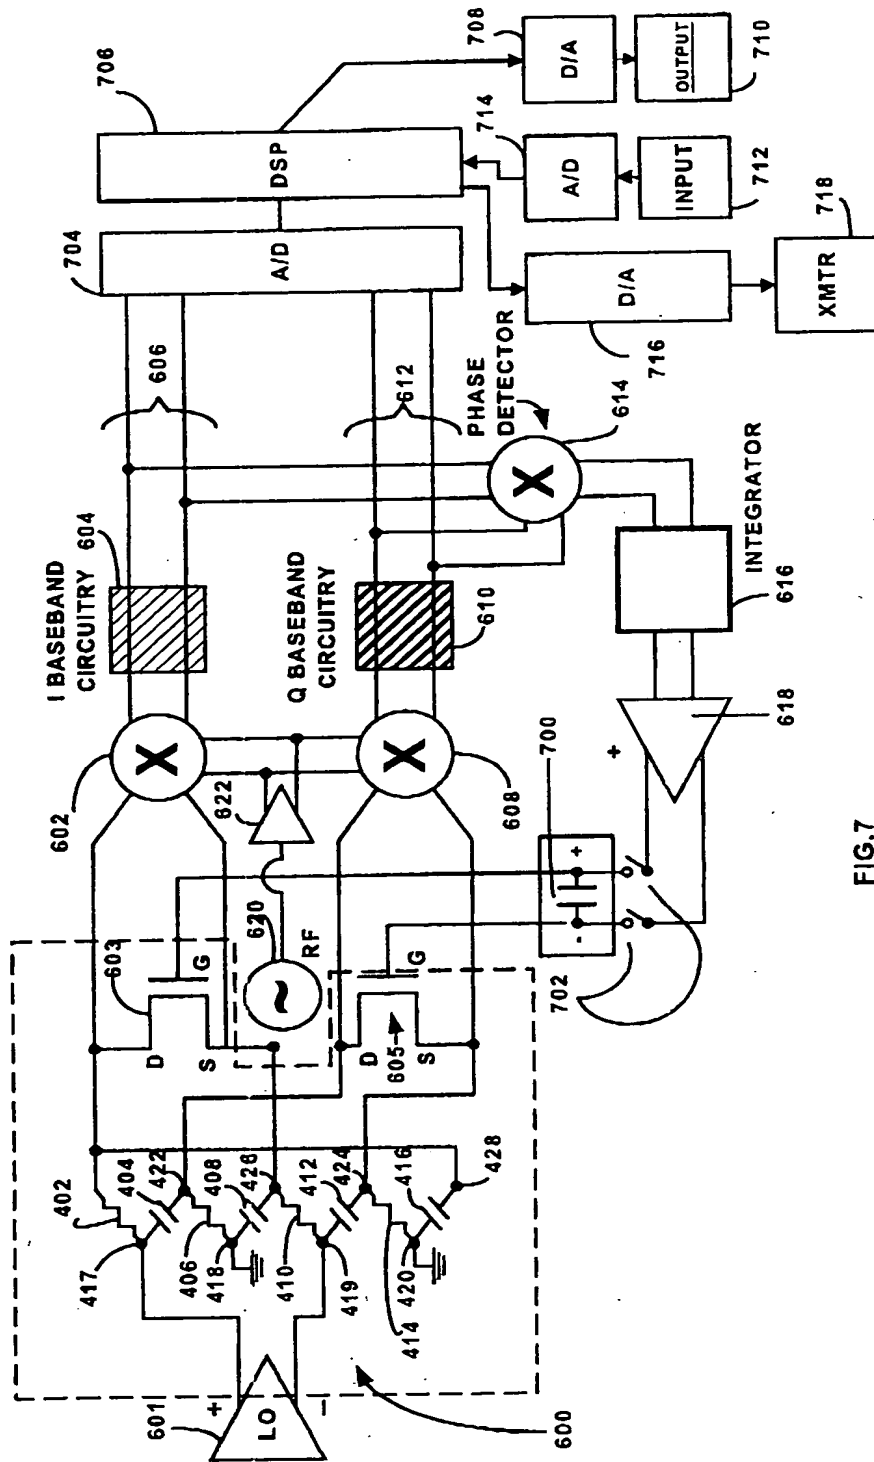 706
704
DSP
A/D
708
D/A
OUTPUT
710
714
A/D
INPUT
712
718
XMTR
D/A
716
606
612
PHASE
DETECTOR
614
X
INTEGRATOR
616
618
+
I BASEBAND
CIRCUITRY
604
Q BASEBAND
CIRCUITRY
610
602
X
622
X
608
700
+
-
702
603
D
S
G
620
~
RF
605
D
S
G
402
404
422
408
426
412
424
416
428
417
406
418
410
419
420
414
601
LO
+
–
600
FIG.7